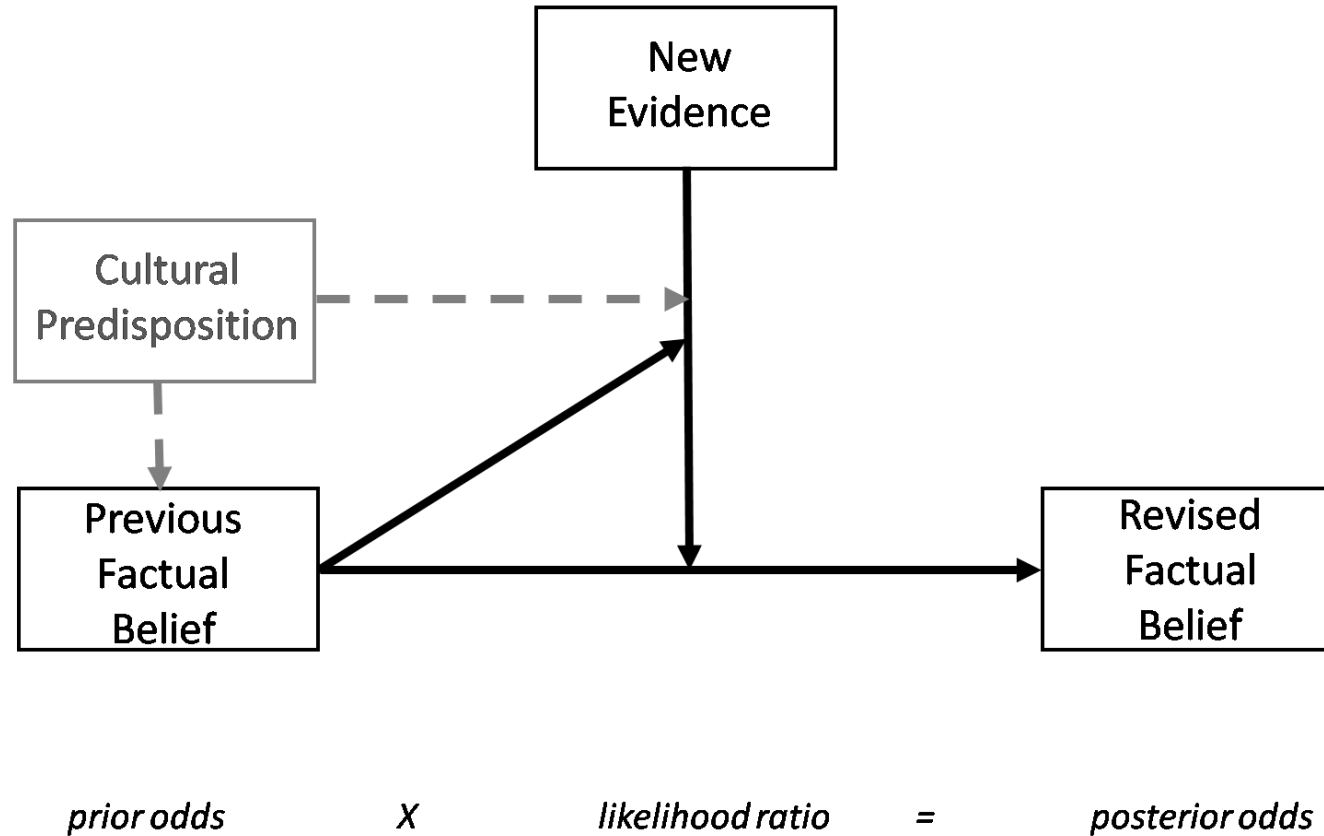 New
Evidence
Cultural
Predisposition
Previous
Factual
Belief
Revised
Factual
Belief
prior odds X likelihood ratio = posterior odds